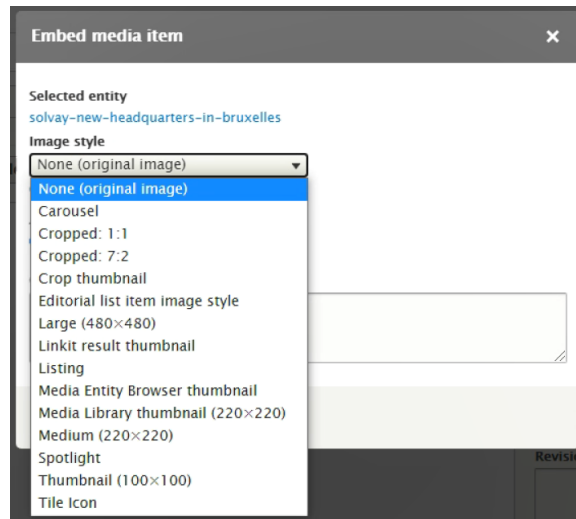 Embed media item ×
Selected entity
solvay-new-headquarters-in-bruxelles
Image style
None (original image)
None (original image)
Carousel
Cropped: 1:1
Cropped: 7:2
Crop thumbnail
Editorial list item image style
Large (480×480)
Linkit result thumbnail
Listing
Media Entity Browser thumbnail
Media Library thumbnail (220×220)
Medium (220×220)
Spotlight
Thumbnail (100×100)
Tile Icon